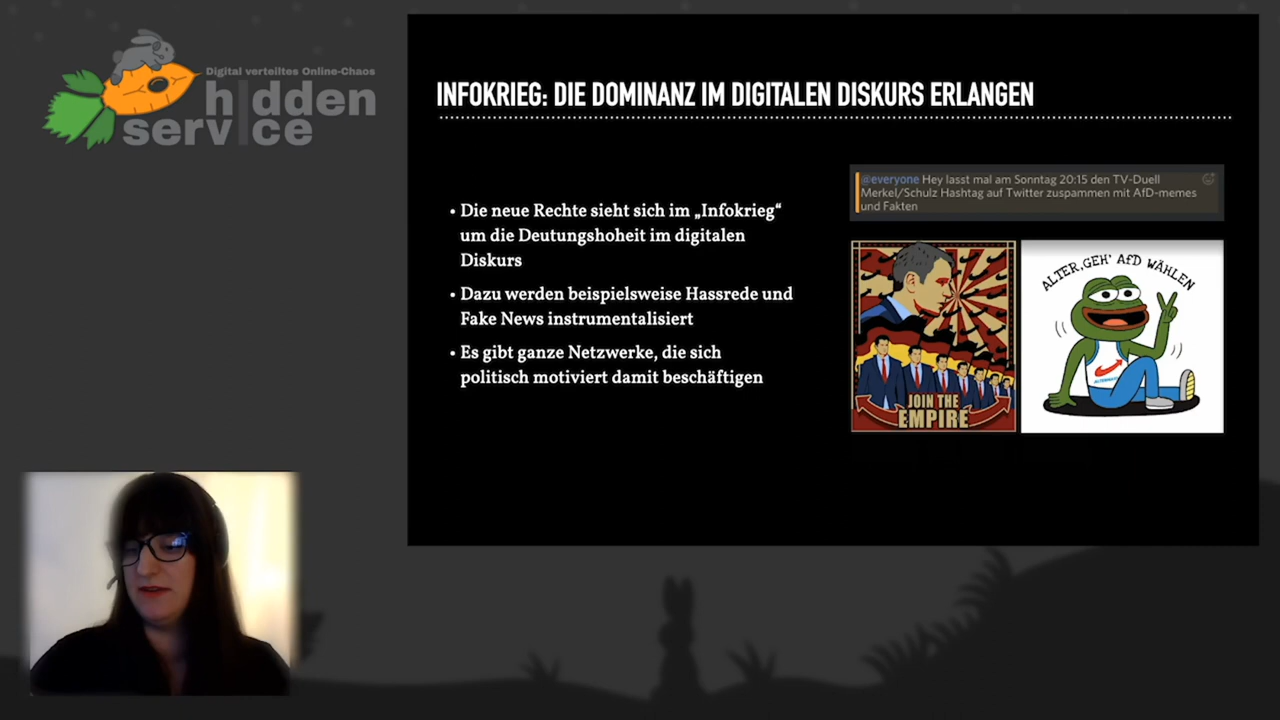 Digital verteiltes Online-Chaos
h|dden
serv|ce
INFOKRIEG: DIE DOMINANZ IM DIGITALEN DISKURS ERLANGEN
• Die neue Rechte sieht sich im „Infokrieg“
um die Deutungshoheit im digitalen
Diskurs
• Dazu werden beispielsweise Hassrede und
Fake News instrumentalisiert
• Es gibt ganze Netzwerke, die sich
politisch motiviert damit beschäftigen
@everyone Hey lasst mal am Sonntag 20:15 den TV-Duell
Merkel/Schulz Hashtag auf Twitter zuspammen mit AfD-memes
und Fakten
JOIN THE
EMPIRE
ALTER, GEH' AfD WÄHLEN